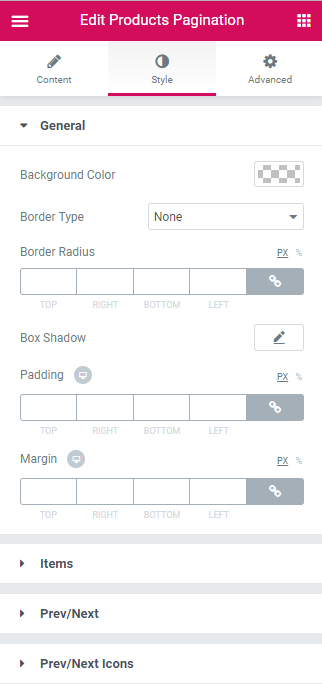 Edit Products Pagination
Content Style Advanced
General
Background Color
Border Type None
Border Radius PX %
TOP RIGHT BOTTOM LEFT
Box Shadow
Padding PX %
TOP RIGHT BOTTOM LEFT
Margin PX %
TOP RIGHT BOTTOM LEFT
Items
Prev/Next
Prev/Next Icons